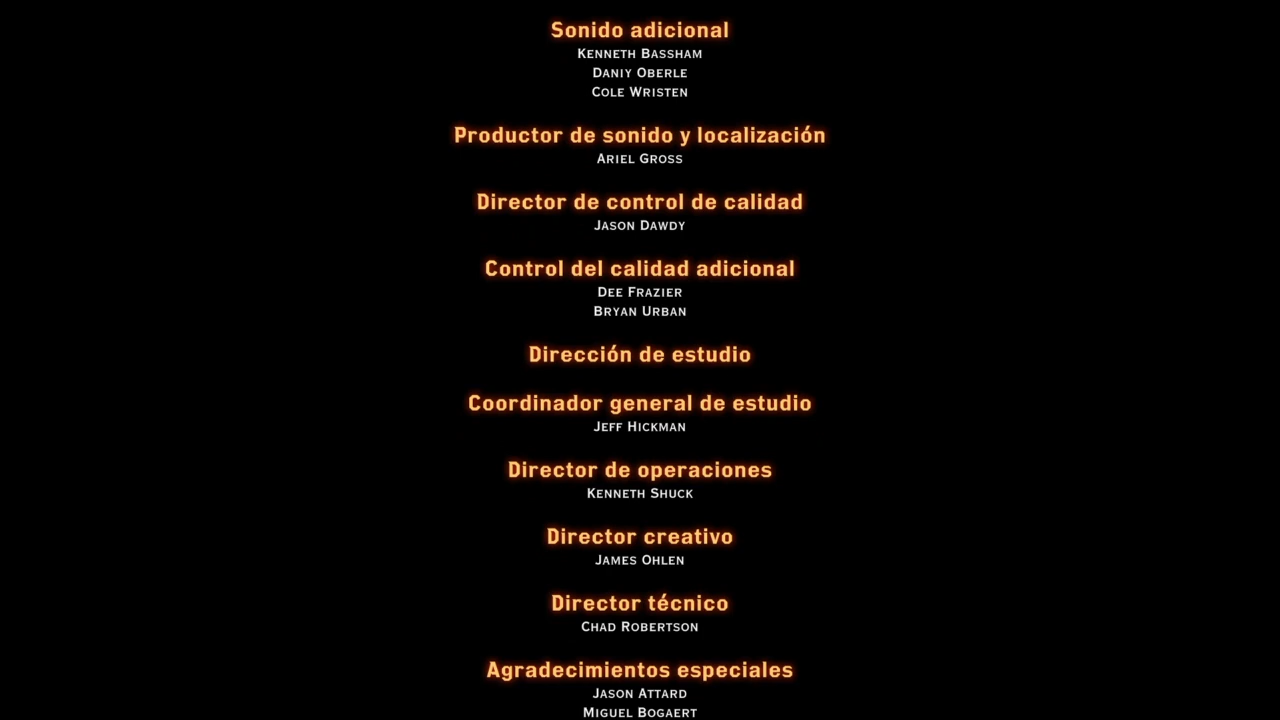 Sonido adicional
KENNETH BASSHAM
DANIY OBERLE
COLE WRISTEN
Productor de sonido y localización
ARIEL GROSS
Director de control de calidad
JASON DAWDY
Control del calidad adicional
DEE FRAZIER
BRYAN URBAN
Dirección de estudio
Coordinador general de estudio
JEFF HICKMAN
Director de operaciones
KENNETH SHUCK
Director creativo
JAMES OHLEN
Director técnico
CHAD ROBERTSON
Agradecimientos especiales
JASON ATTARD
MIGUEL BOGAERT